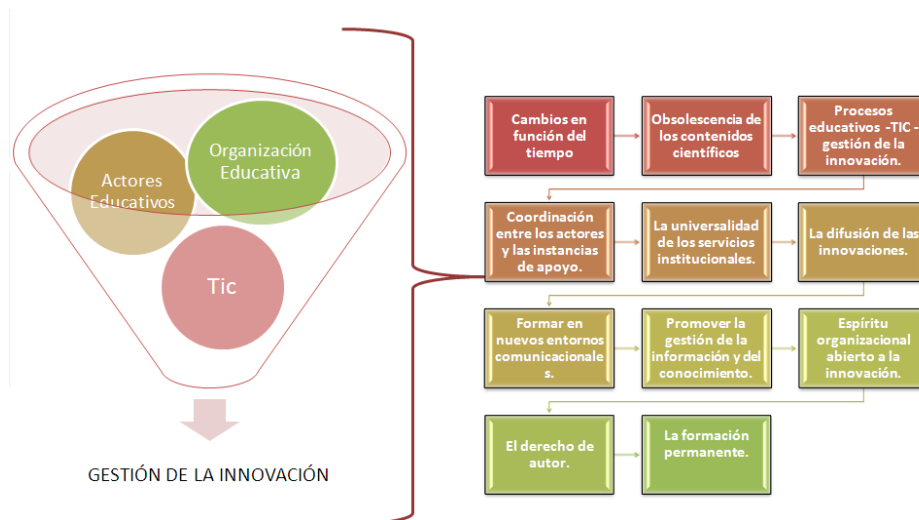 Organización
Educativa
Actores
Educativos
Tic
GESTIÓN DE LA INNOVACIÓN
Cambios en
función del
tiempo
Obsolescencia de
los contenidos
científicos
Procesos
educativos -TIC -
gestión de la
innovación.
Coordinación
entre los actores
y las instancias
de apoyo.
La universalidad
de los servicios
institucionales.
La difusión de las
innovaciones.
Formar en
nuevos entornos
comunicacionale
s.
Promover la
gestión de la
información y del
conocimiento.
Espíritu
organizacional
abierto a la
innovación.
El derecho de
autor.
La formación
permanente.